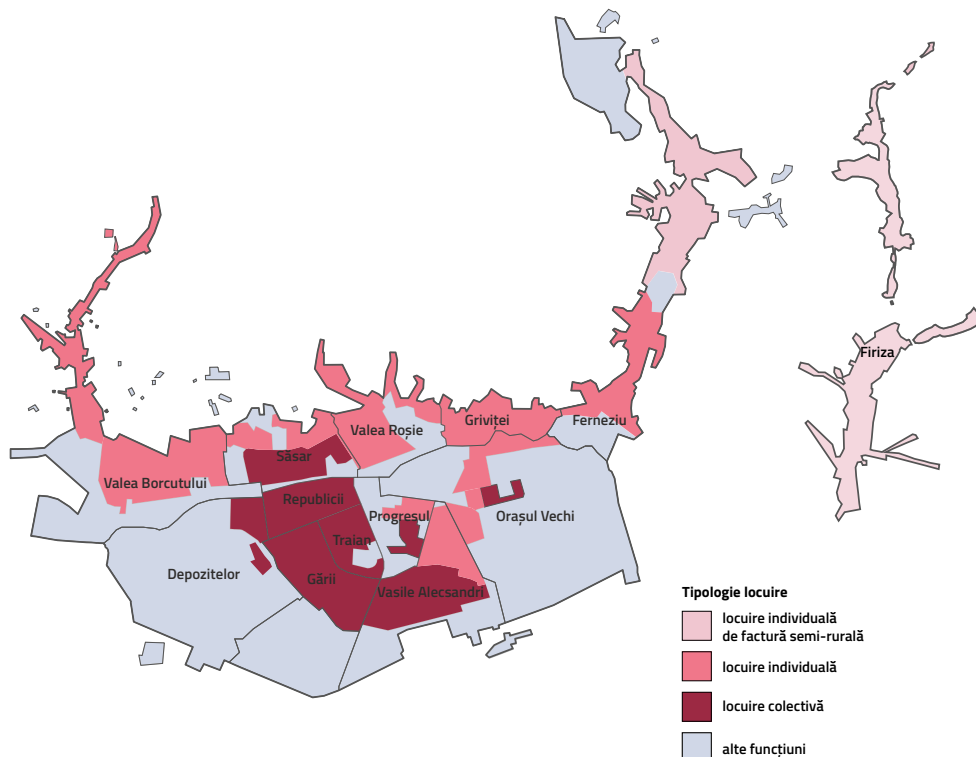 Firiza
Grivței
Ferneziu
Valea Roșie
Săsar
Valea Borcutului
Republicii
Progresul
Orașul Vechi
Traian
Depozitelor
Gării
Vasile Alecsandri
Tipologie locuire
locuire individuală
de factură semi-rurală
locuire individuală
locuire colectivă
alte funcțiuni